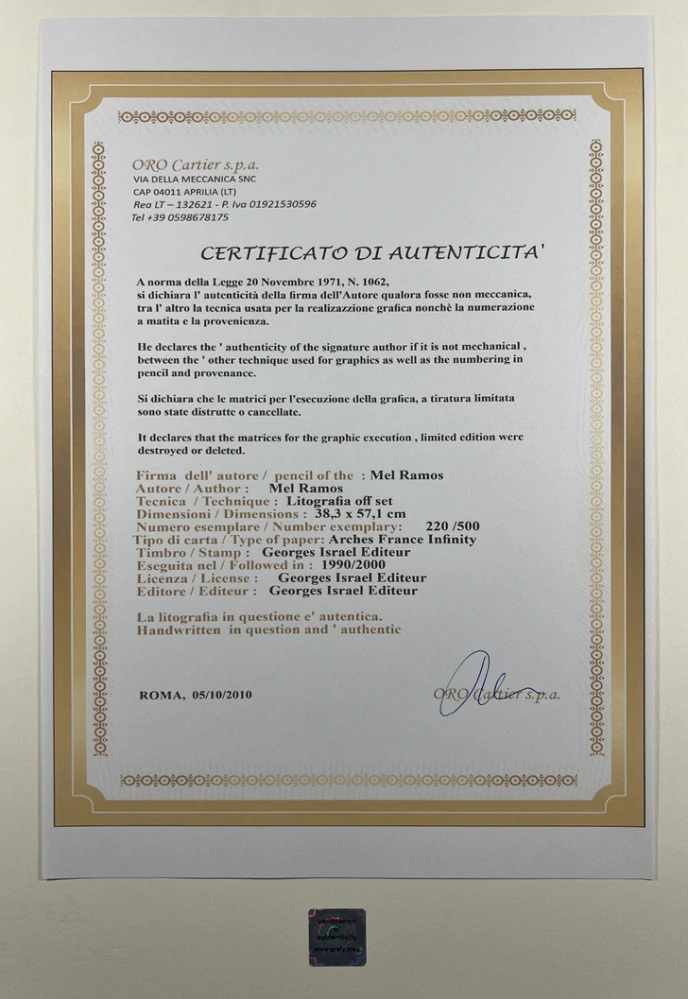 ORO Cartier s.p.a.
VIA DELLA MECCANICA SNC
CAP 04011 APRILIA (LT)
Rea LT – 132621 - P. Iva 01921530596
Tel +39 0598678175
CERTIFICATO DI AUTENTICITA'
A norma della Legge 20 Novembre 1971, N. 1062,
si dichiara l' autenticità della firma dell'Autore qualora fosse non meccanica,
tra l' altro la tecnica usata per la realizazzione grafica nonchè la numerazione
a matita e la provenienza.
He declares the ' authenticity of the signature author if it is not mechanical ,
between the ' other technique used for graphics as well as the numbering in
pencil and provenance.
Si dichiara che le matrici per l'esecuzione della grafica, a tiratura limitata
sono state distrutte o cancellate.
It declares that the matrices for the graphic execution , limited edition were
destroyed or deleted.
Firma dell' autore / pencil of the : Mel Ramos
Autore / Author : Mel Ramos
Tecnica / Technique : Litografia off set
Dimensioni / Dimensions : 38,3 x 57,1 cm
Numero esemplare / Number exemplary: 220 /500
Tipo di carta / Type of paper: Arches France Infinity
Timbro / Stamp : Georges Israel Editeur
Eseguita nel / Followed in : 1990/2000
Licenza / License : Georges Israel Editeur
Editore / Editeur : Georges Israel Editeur
La litografia in questione e' autentica.
Handwritten in question and ' authentic
ROMA, 05/10/2010
ORO Cartier s.p.a.
authenticity